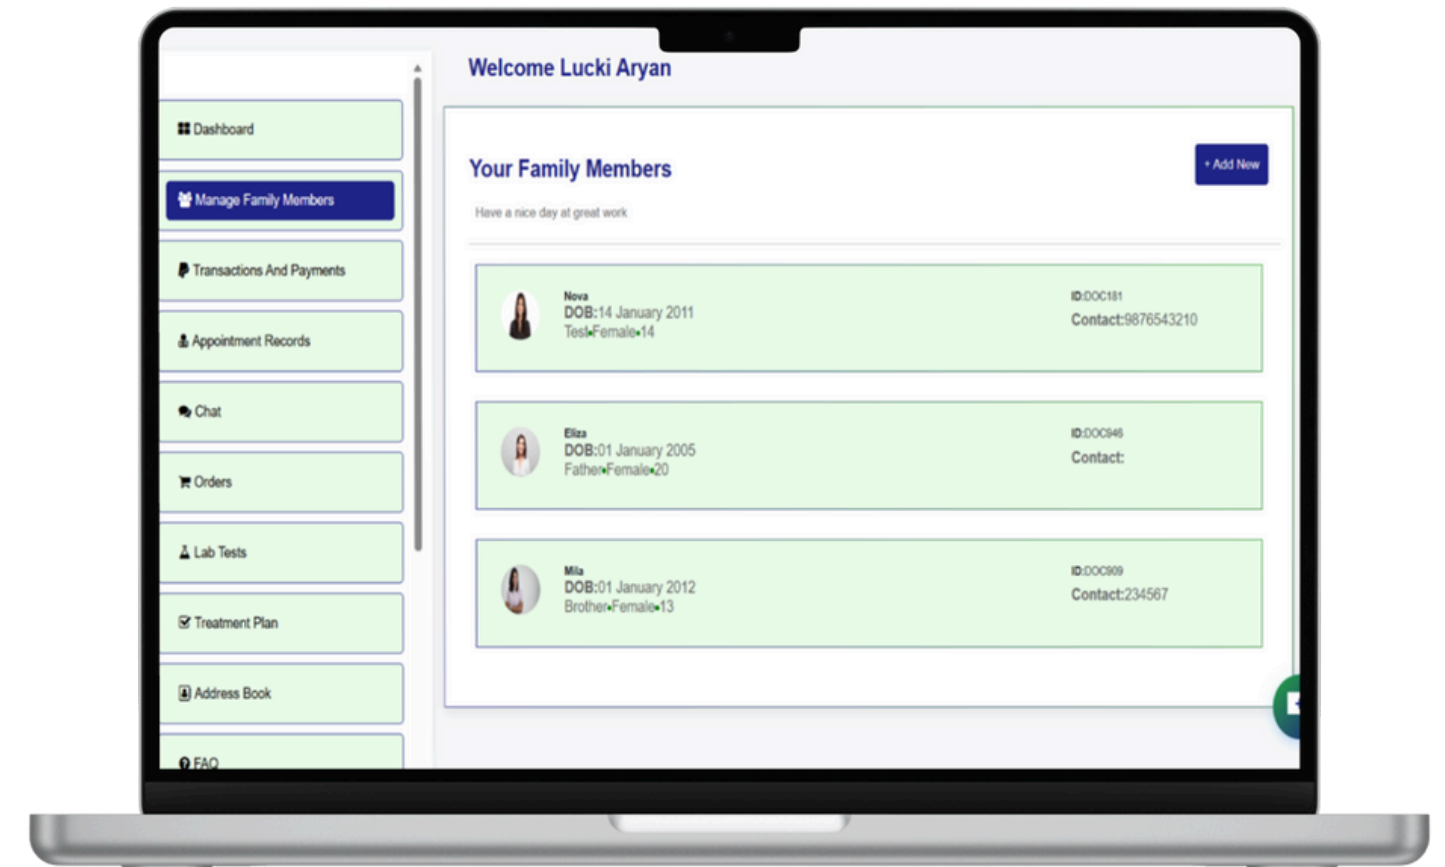 Welcome Lucki Aryan
Dashboard
Manage Family Members
Transactions And Payments
Appointment Records
Chat
Orders
Lab Tests
Treatment Plan
Address Book
FAQ
Your Family Members
+ Add New
Have a nice day at great work
Nova
DOB:14 January 2011
Test•Female•14
ID:DOC181
Contact:9876543210
Eliza
DOB:01 January 2005
Father•Female•20
ID:DOC946
Contact:
Mila
DOB:01 January 2012
Brother•Female•13
ID:DOC909
Contact:234567